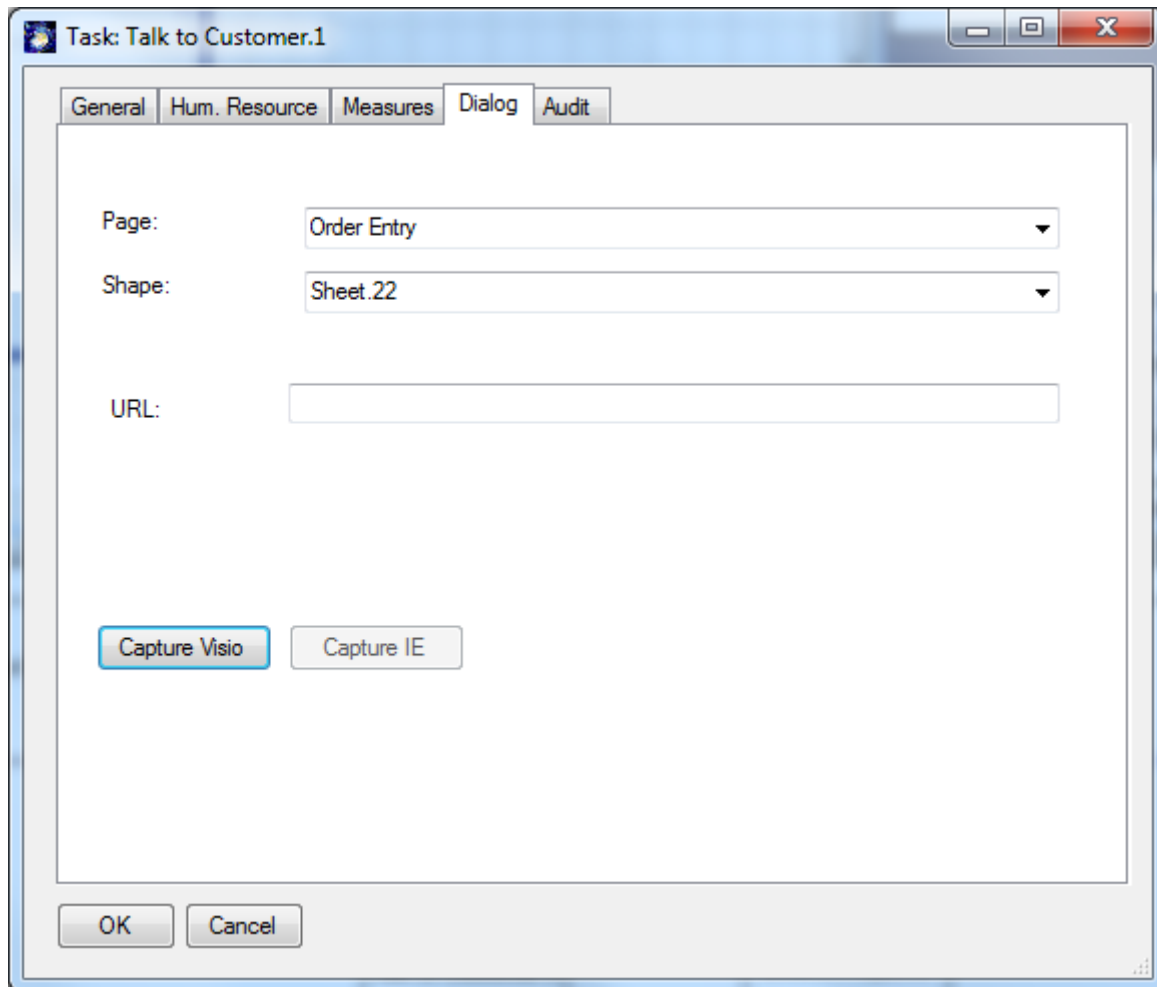 Task: Talk to Customer.1
General Hum. Resource Measures Dialog Audit
Page: Order Entry
Shape: Sheet.22
URL:
Capture Visio Capture IE
OK Cancel